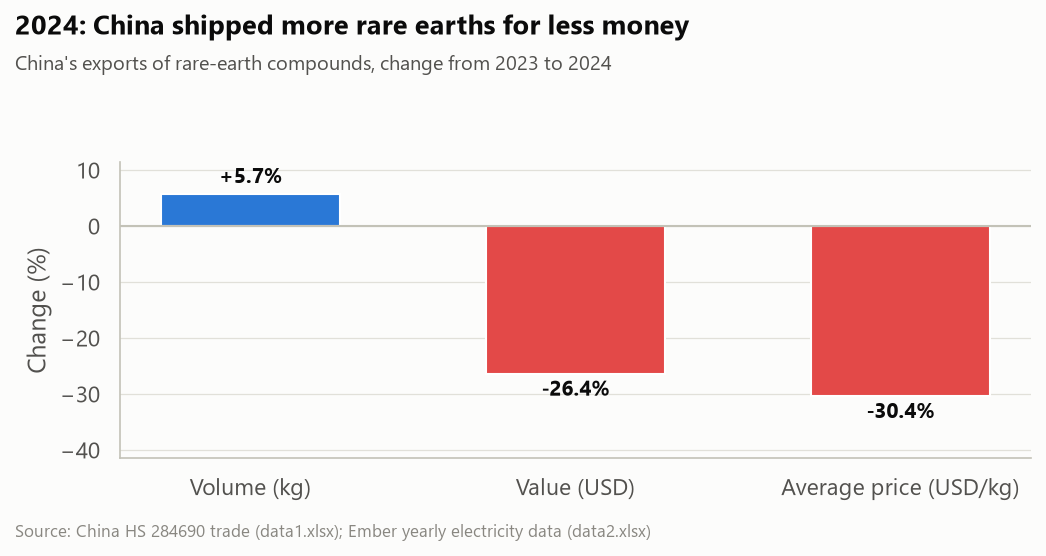 2024: China shipped more rare earths for less money
China's exports of rare-earth compounds, change from 2023 to 2024
Change (%)
10
0
−10
−20
−30
−40
+5.7%
-26.4%
-30.4%
Volume (kg)
Value (USD)
Average price (USD/kg)
Source: China HS 284690 trade (data1.xlsx); Ember yearly electricity data (data2.xlsx)